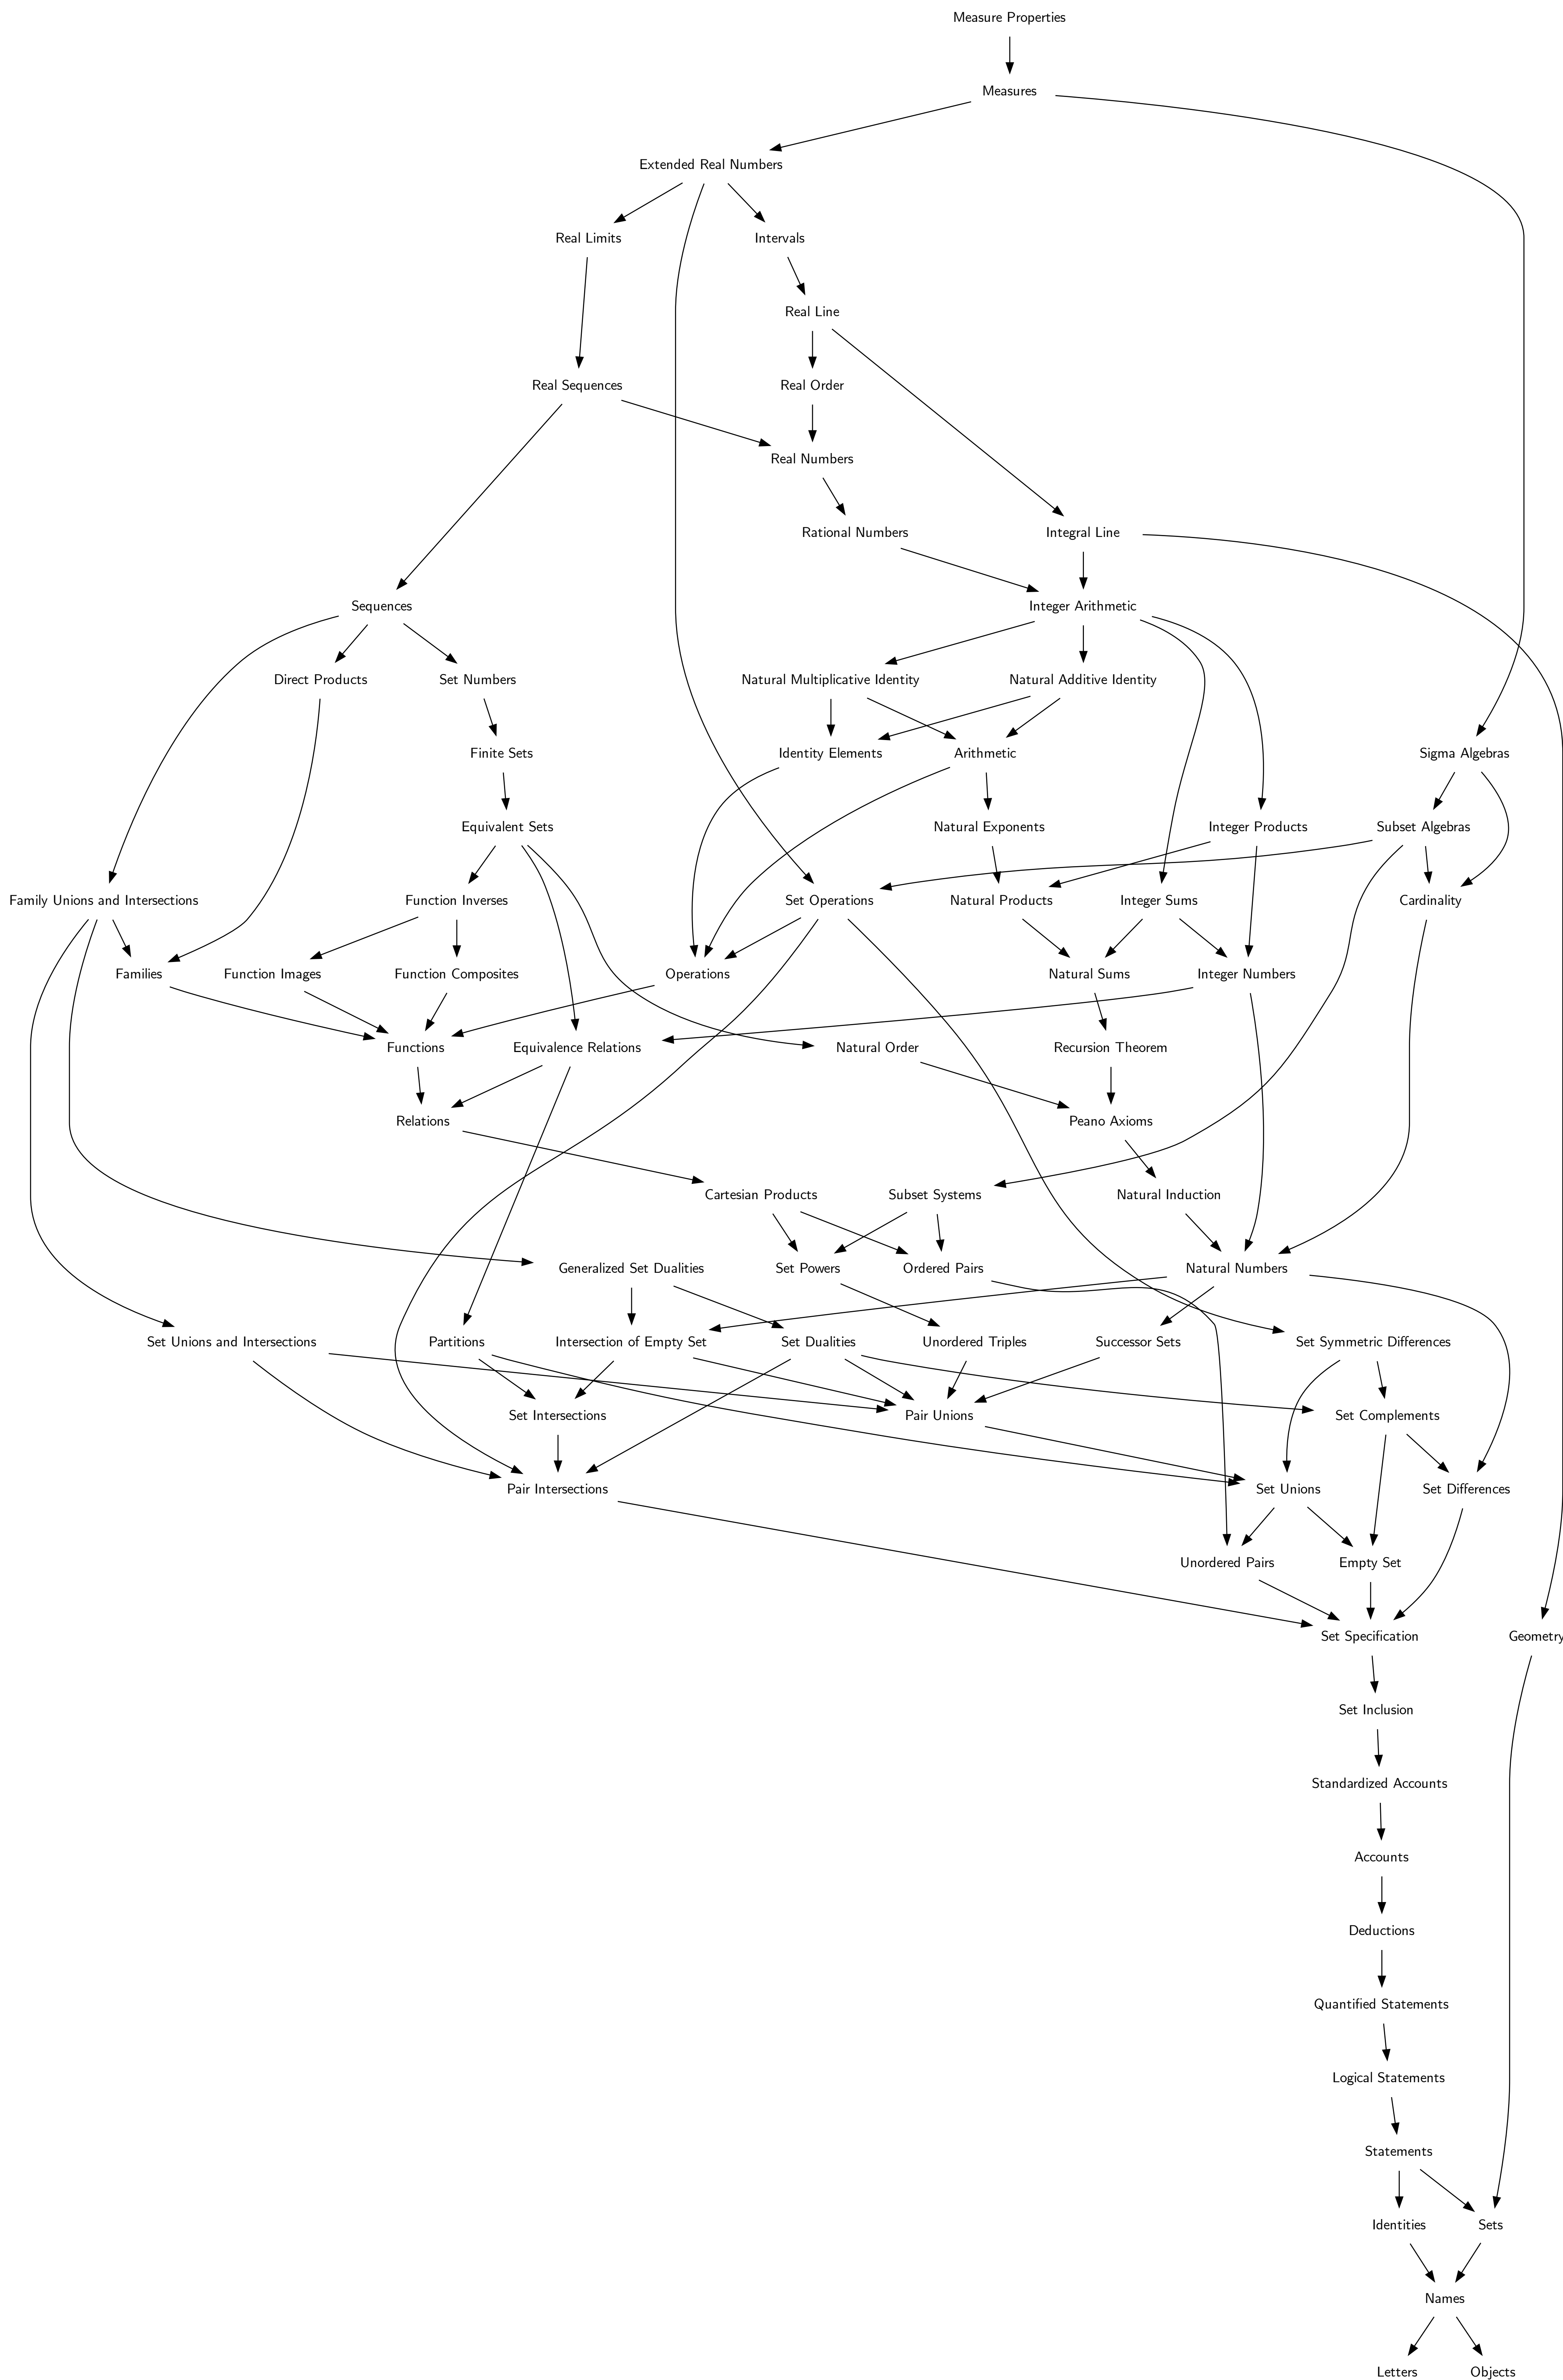 Measure Properties
Measures
Extended Real Numbers
Real Limits
Intervals
Real Line
Real Sequences
Real Order
Real Numbers
Rational Numbers
Integral Line
Sequences
Integer Arithmetic
Direct Products
Set Numbers
Natural Multiplicative Identity
Natural Additive Identity
Finite Sets
Identity Elements
Arithmetic
Sigma Algebras
Equivalent Sets
Natural Exponents
Integer Products
Subset Algebras
Family Unions and Intersections
Function Inverses
Set Operations
Natural Products
Integer Sums
Cardinality
Families
Function Images
Function Composites
Operations
Natural Sums
Integer Numbers
Functions
Equivalence Relations
Natural Order
Recursion Theorem
Relations
Peano Axioms
Cartesian Products
Subset Systems
Natural Induction
Generalized Set Dualities
Set Powers
Ordered Pairs
Natural Numbers
Set Unions and Intersections
Partitions
Intersection of Empty Set
Set Dualities
Unordered Triples
Successor Sets
Set Symmetric Differences
Set Intersections
Pair Unions
Set Complements
Pair Intersections
Set Unions
Set Differences
Unordered Pairs
Empty Set
Set Specification
Geometry
Set Inclusion
Standardized Accounts
Accounts
Deductions
Quantified Statements
Logical Statements
Statements
Identities
Sets
Names
Letters
Objects